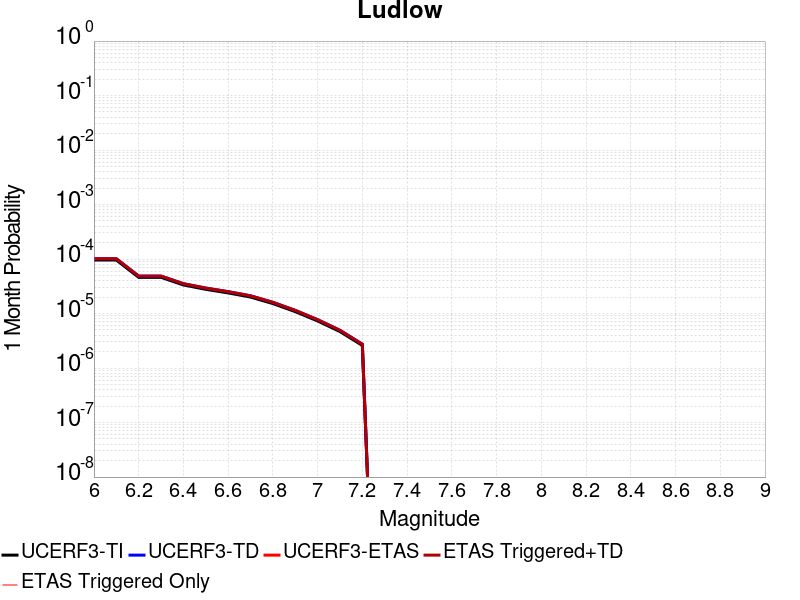 Ludlow
10^0
10^-1
10^-2
10^-3
10^-4
10^-5
10^-6
10^-7
10^-8
1 Month Probability
6 6.2 6.4 6.6 6.8 7 7.2 7.4 7.6 7.8 8 8.2 8.4 8.6 8.8 9
Magnitude
UCERF3-TI UCERF3-TD UCERF3-ETAS ETAS Triggered+TD
ETAS Triggered Only